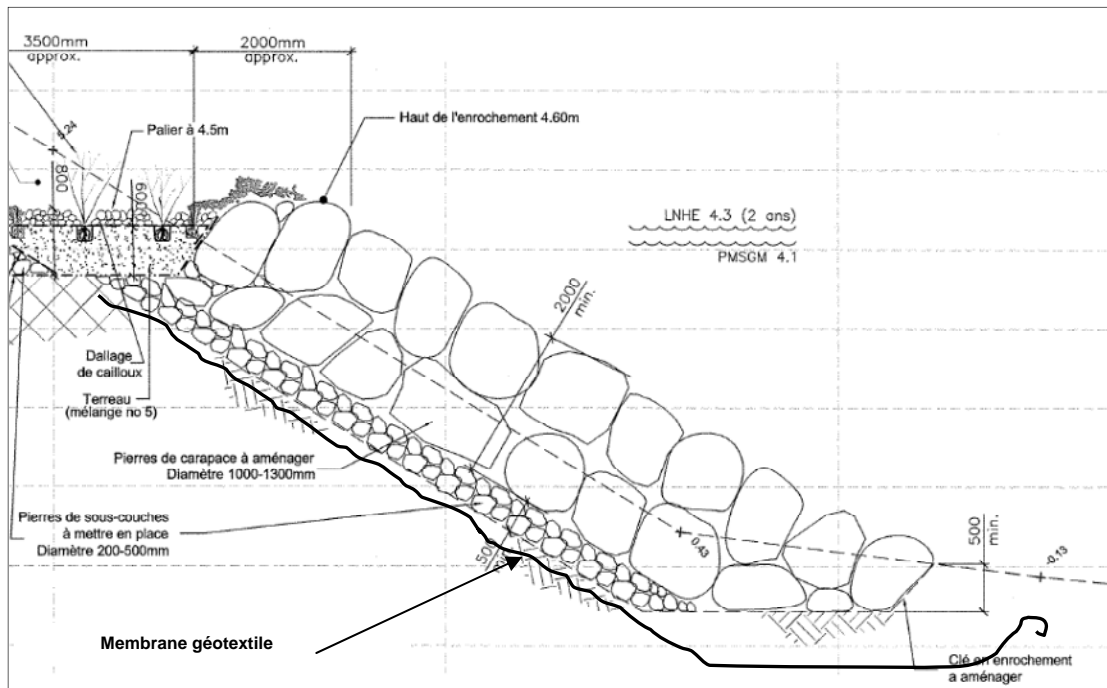 3500mm
approx.
2000mm
approx.
Haut de l'enrochement 4.60m
Palier à 4.5m
5.24
800
600
LNHE 4.3 (2 ans)
PMSGM 4.1
2000
min.
Dallage
de cailloux
Terreau
(mélange no 5)
Pierres de carapace à aménager
Diamètre 1000-1300mm
Pierres de sous-couches
à mettre en place
Diamètre 200-500mm
500
0.43
500
min.
-0.13
Membrane géotextile
Clé en enrochement
a aménager